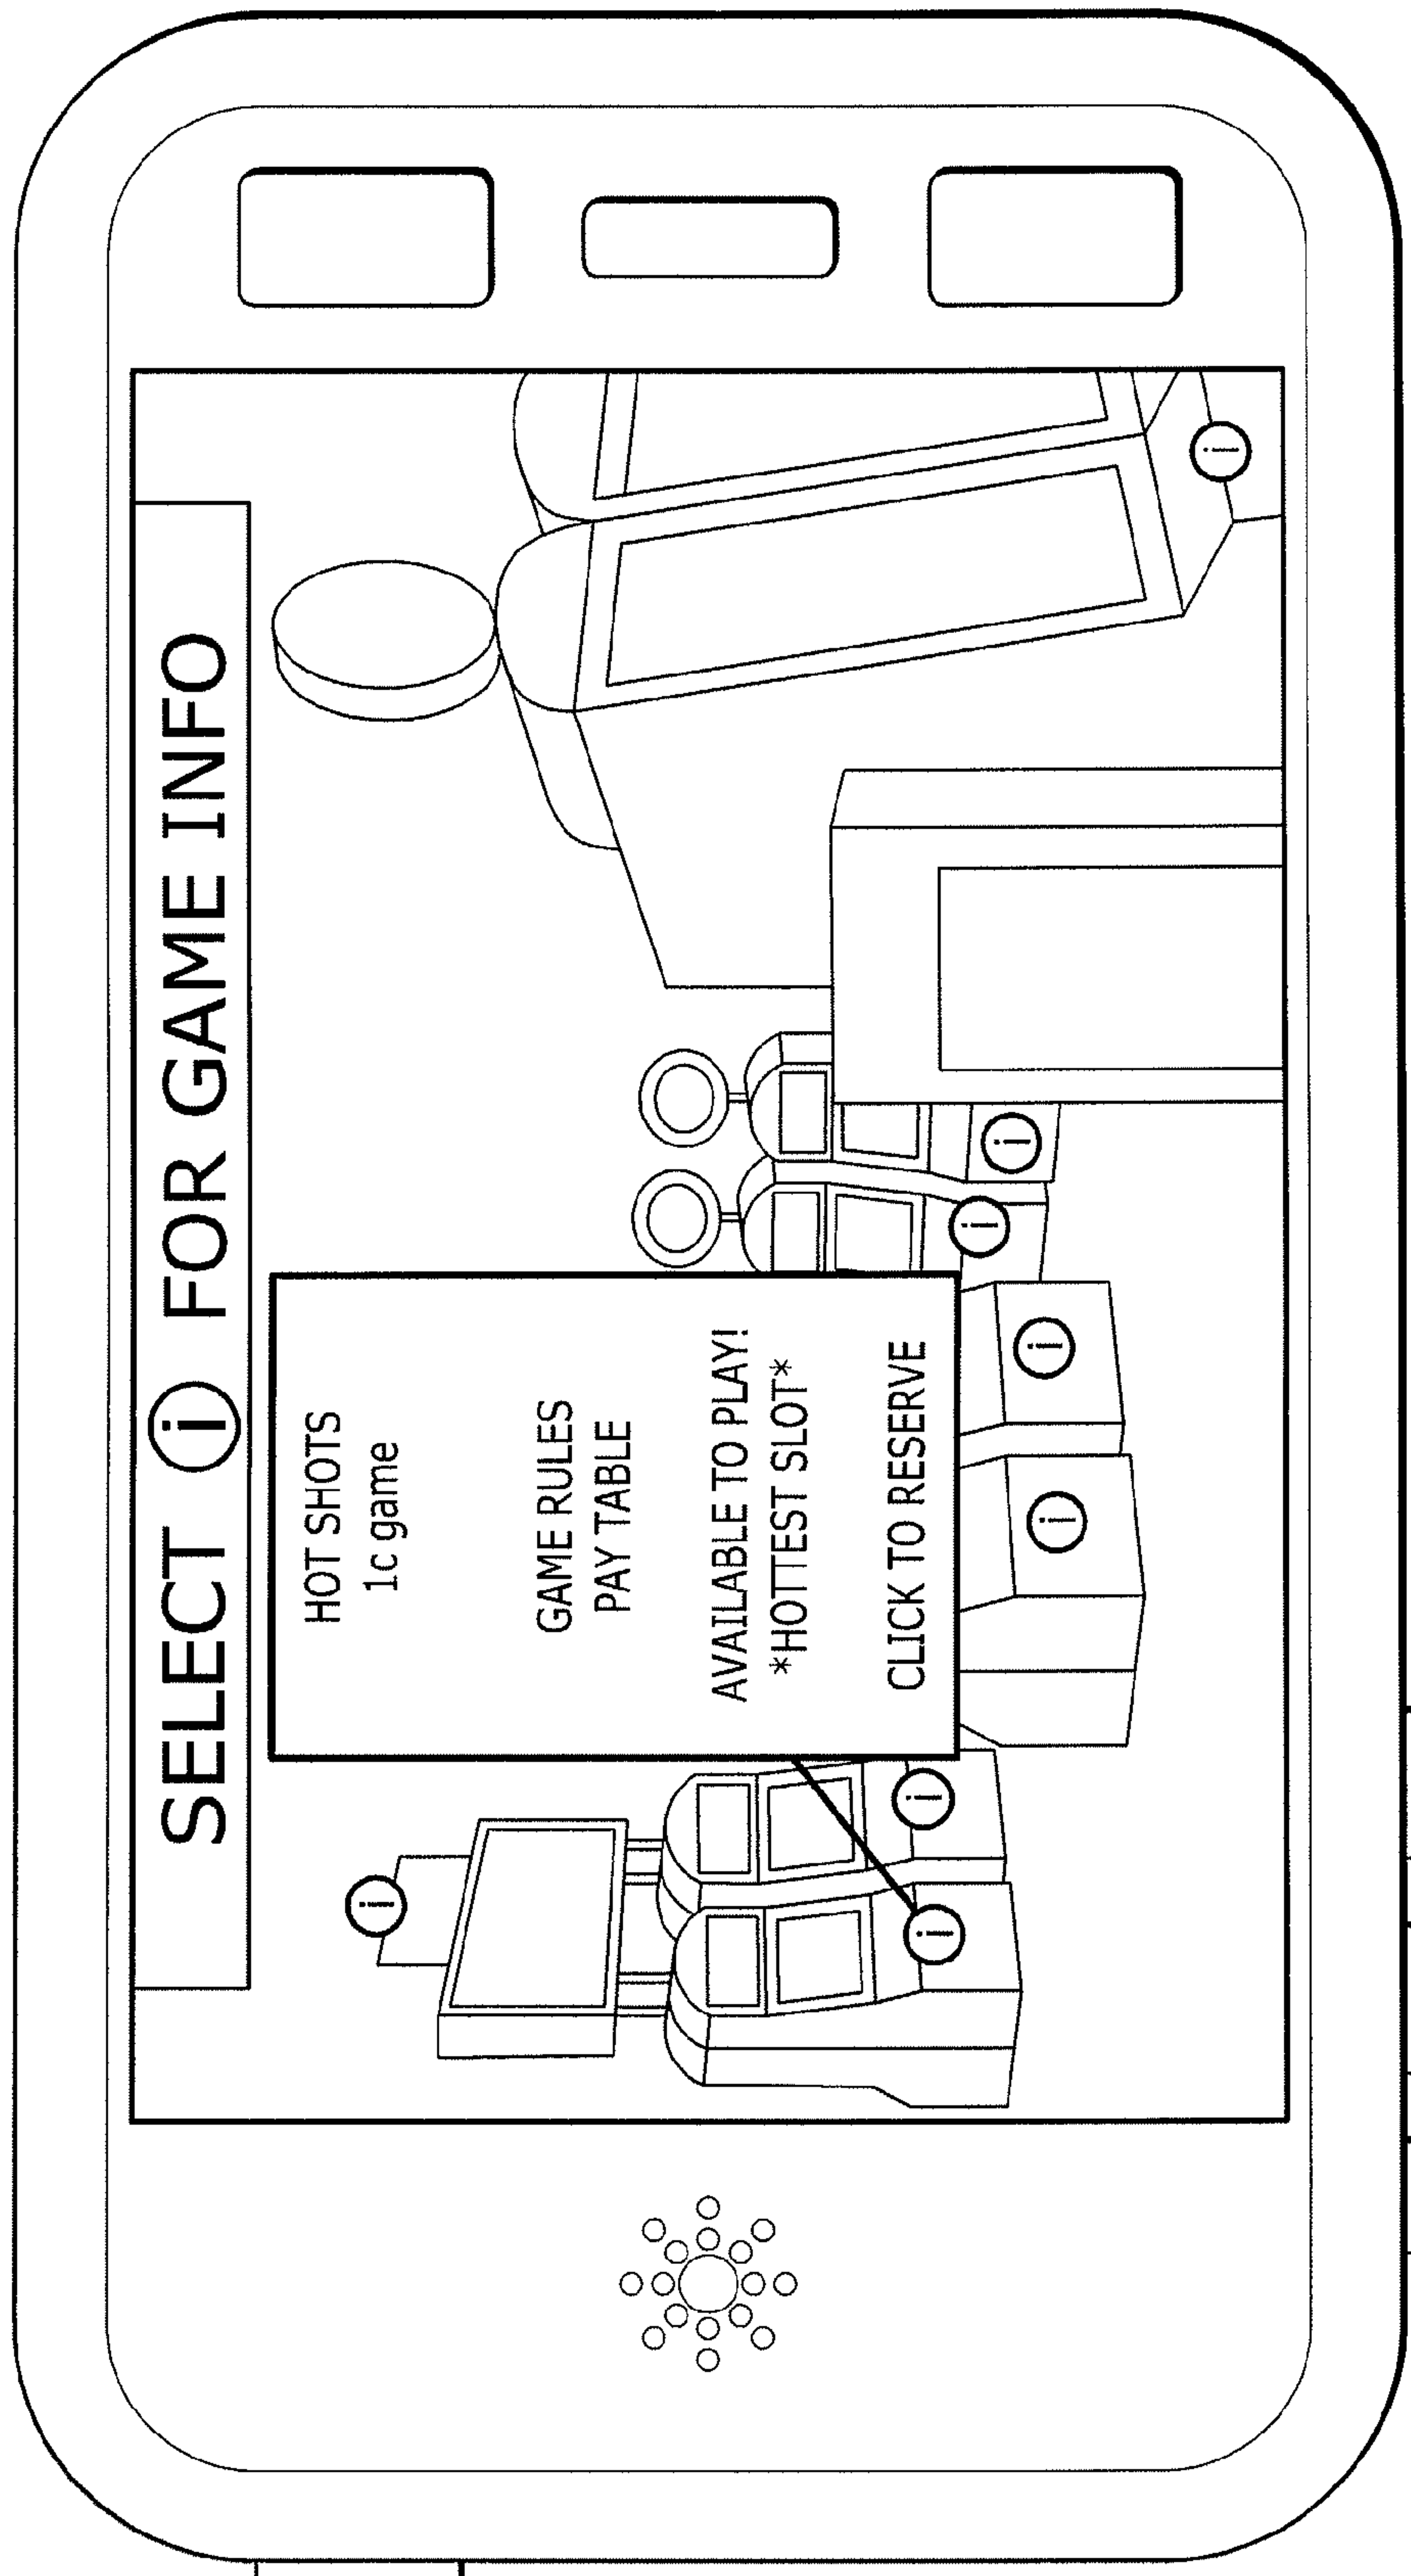 SELECT i FOR GAME INFO
HOT SHOTS
1c game
GAME RULES
PAY TABLE
AVAILABLE TO PLAY!
*HOTTEST SLOT*
CLICK TO RESERVE
i
i
i
i
i
i
i
i